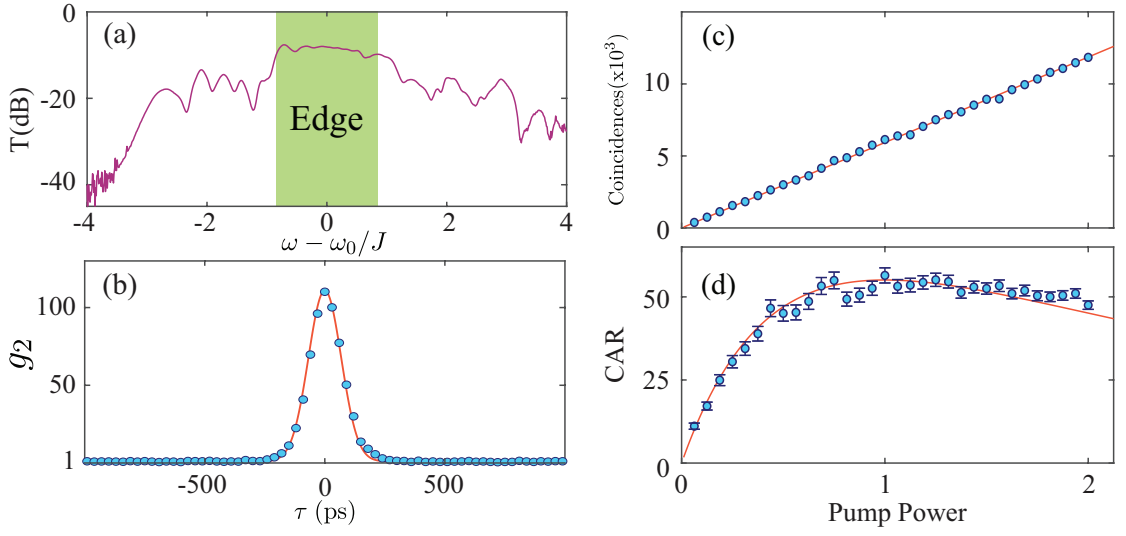 (a)
T(dB)
0
-20
-40
Edge
-4
-2
0
2
4
ω − ω₀/J
(b)
g₂
100
50
1
-500
0
500
τ (ps)
(c)
Coincidences(x10³)
10
5
0
(d)
CAR
50
25
0
0
1
2
Pump Power